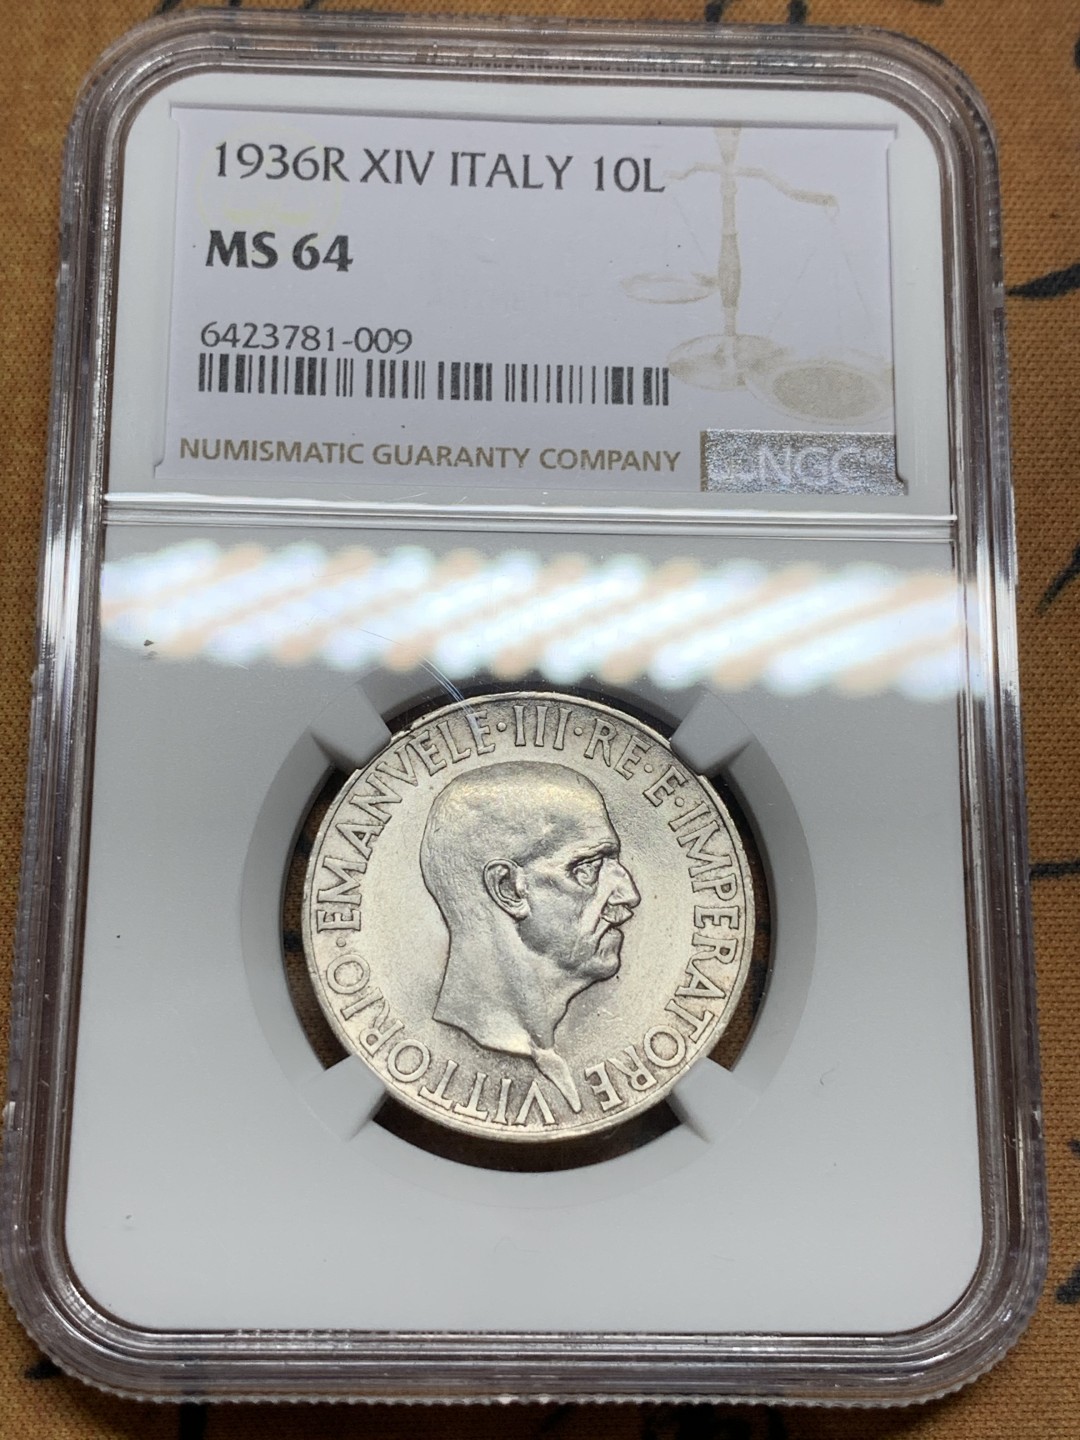 1936R XIV ITALY 10L
MS 64
6423781-009
NUMISMATIC GUARANTY COMPANY
NGC
VITTORIO·EMANVELE·III·RE·E·IMPERATORE